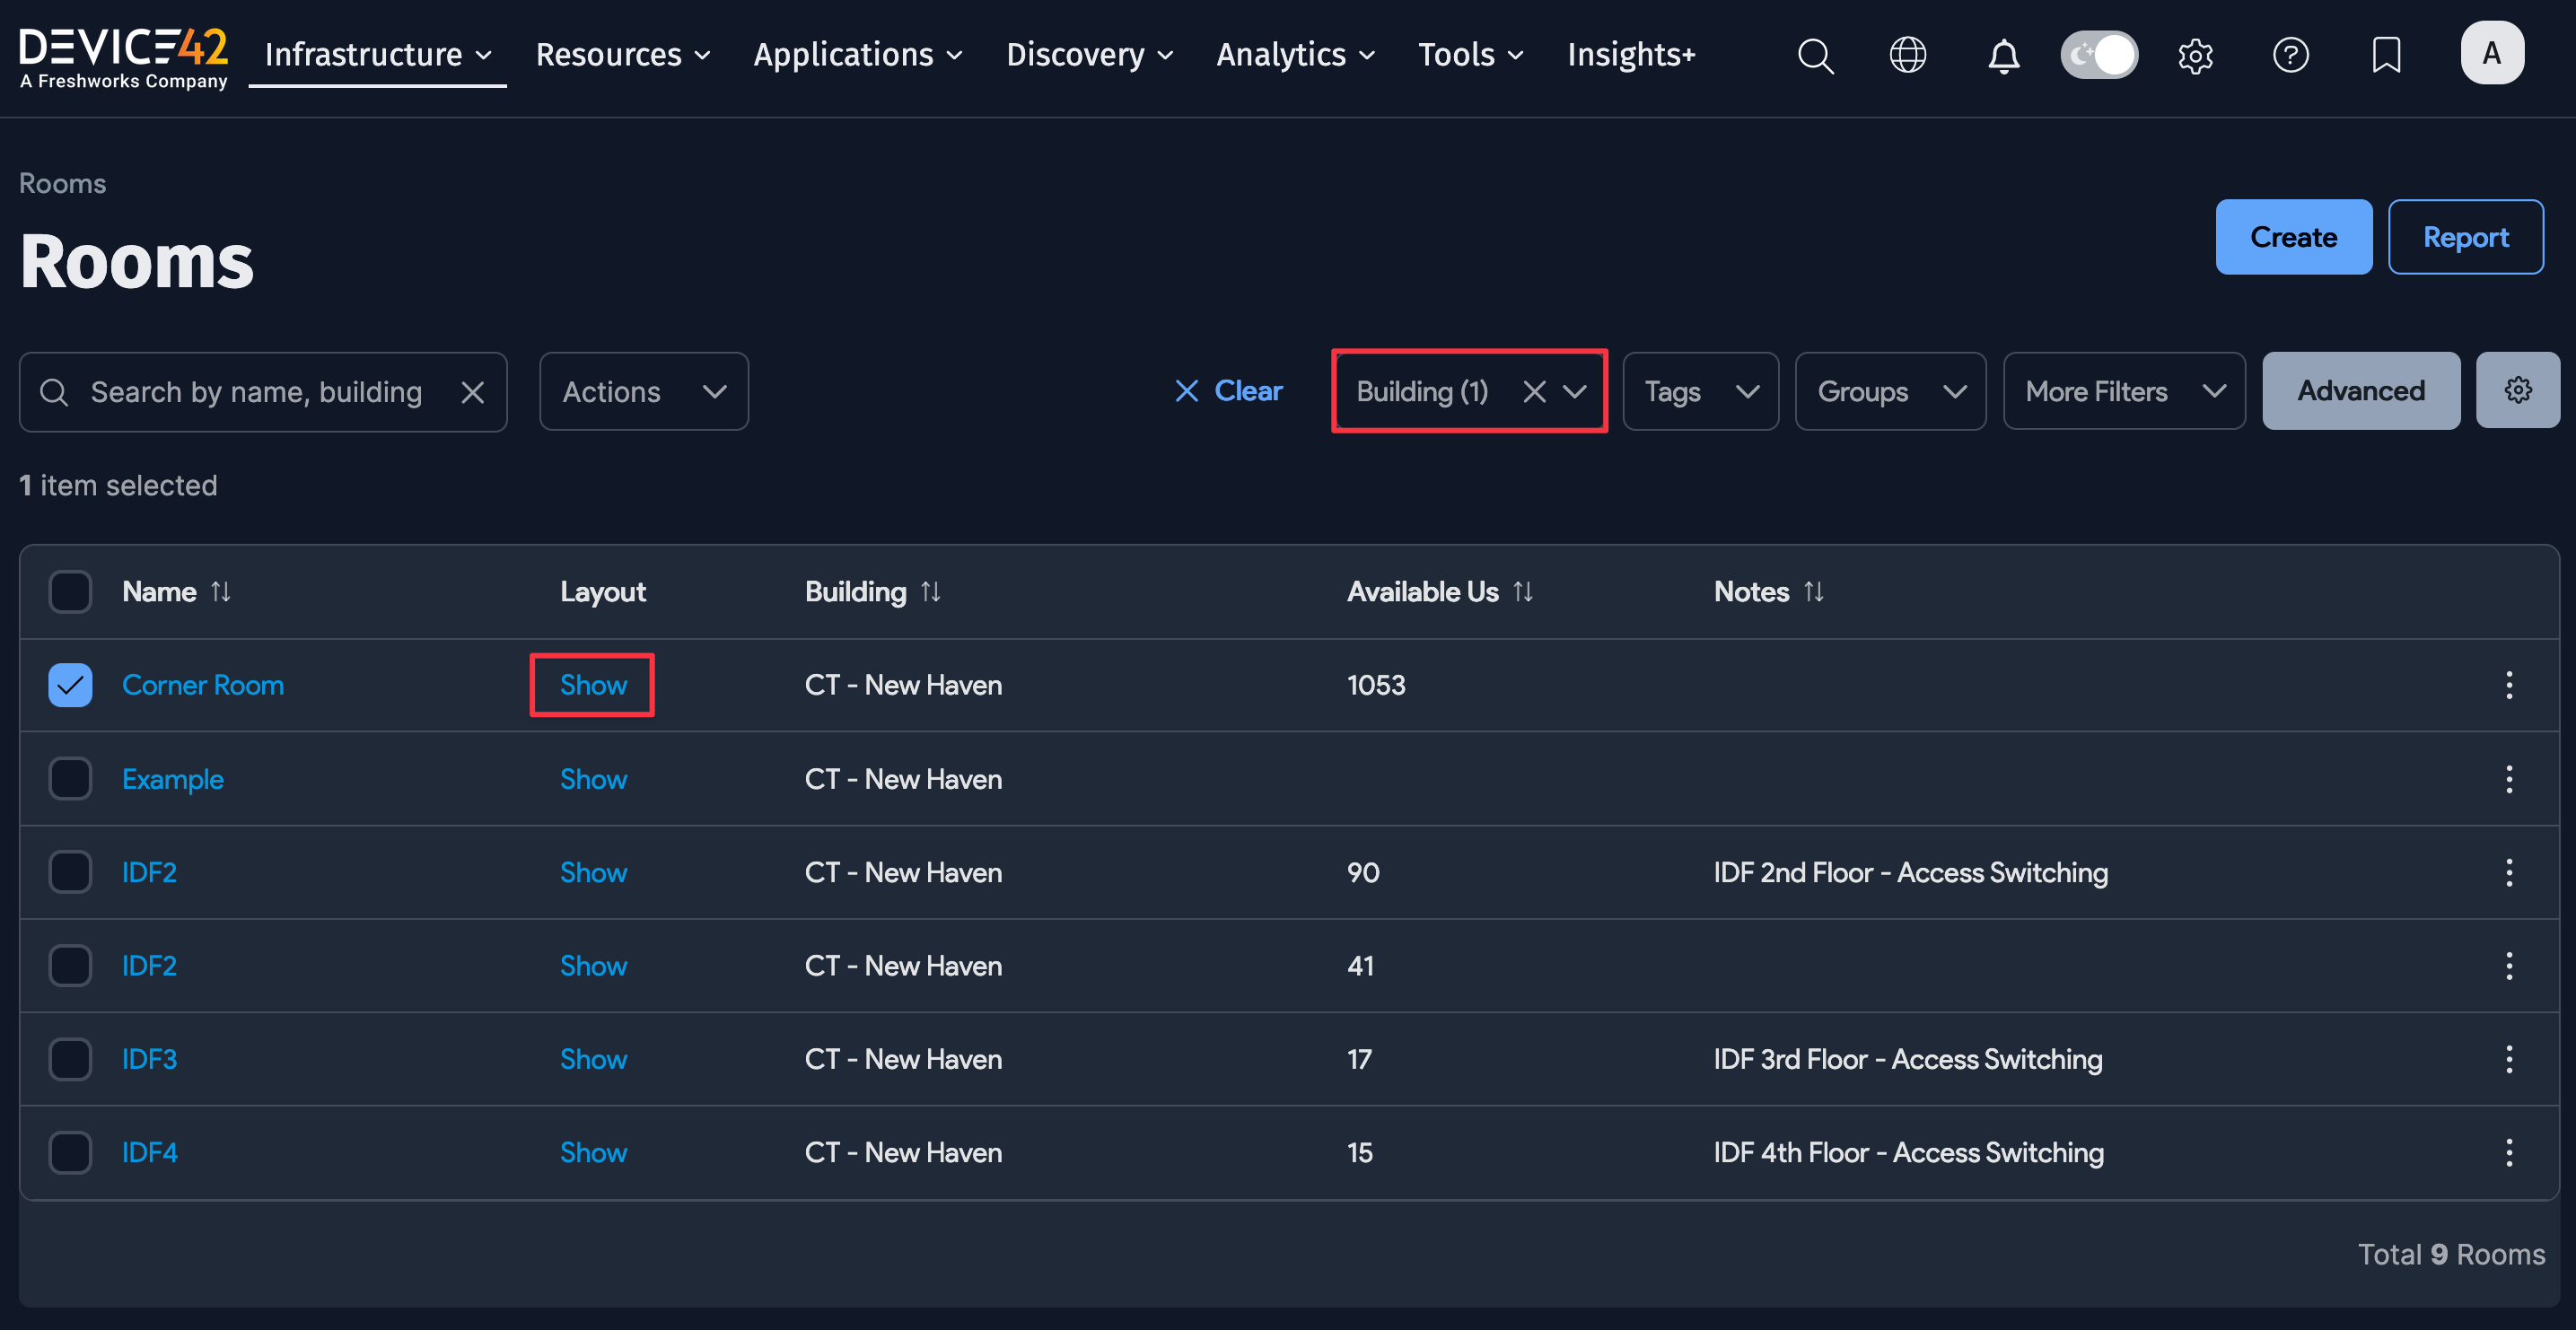 DEVICE42
A Freshworks Company
Infrastructure Resources Applications Discovery Analytics Tools Insights+ A
Rooms
Rooms
Create Report
Search by name, building Actions Clear Building (1) Tags Groups More Filters Advanced
1 item selected
Name Layout Building Available Us Notes
Corner Room Show CT - New Haven 1053
Example Show CT - New Haven
IDF2 Show CT - New Haven 90 IDF 2nd Floor - Access Switching
IDF2 Show CT - New Haven 41
IDF3 Show CT - New Haven 17 IDF 3rd Floor - Access Switching
IDF4 Show CT - New Haven 15 IDF 4th Floor - Access Switching
Total 9 Rooms